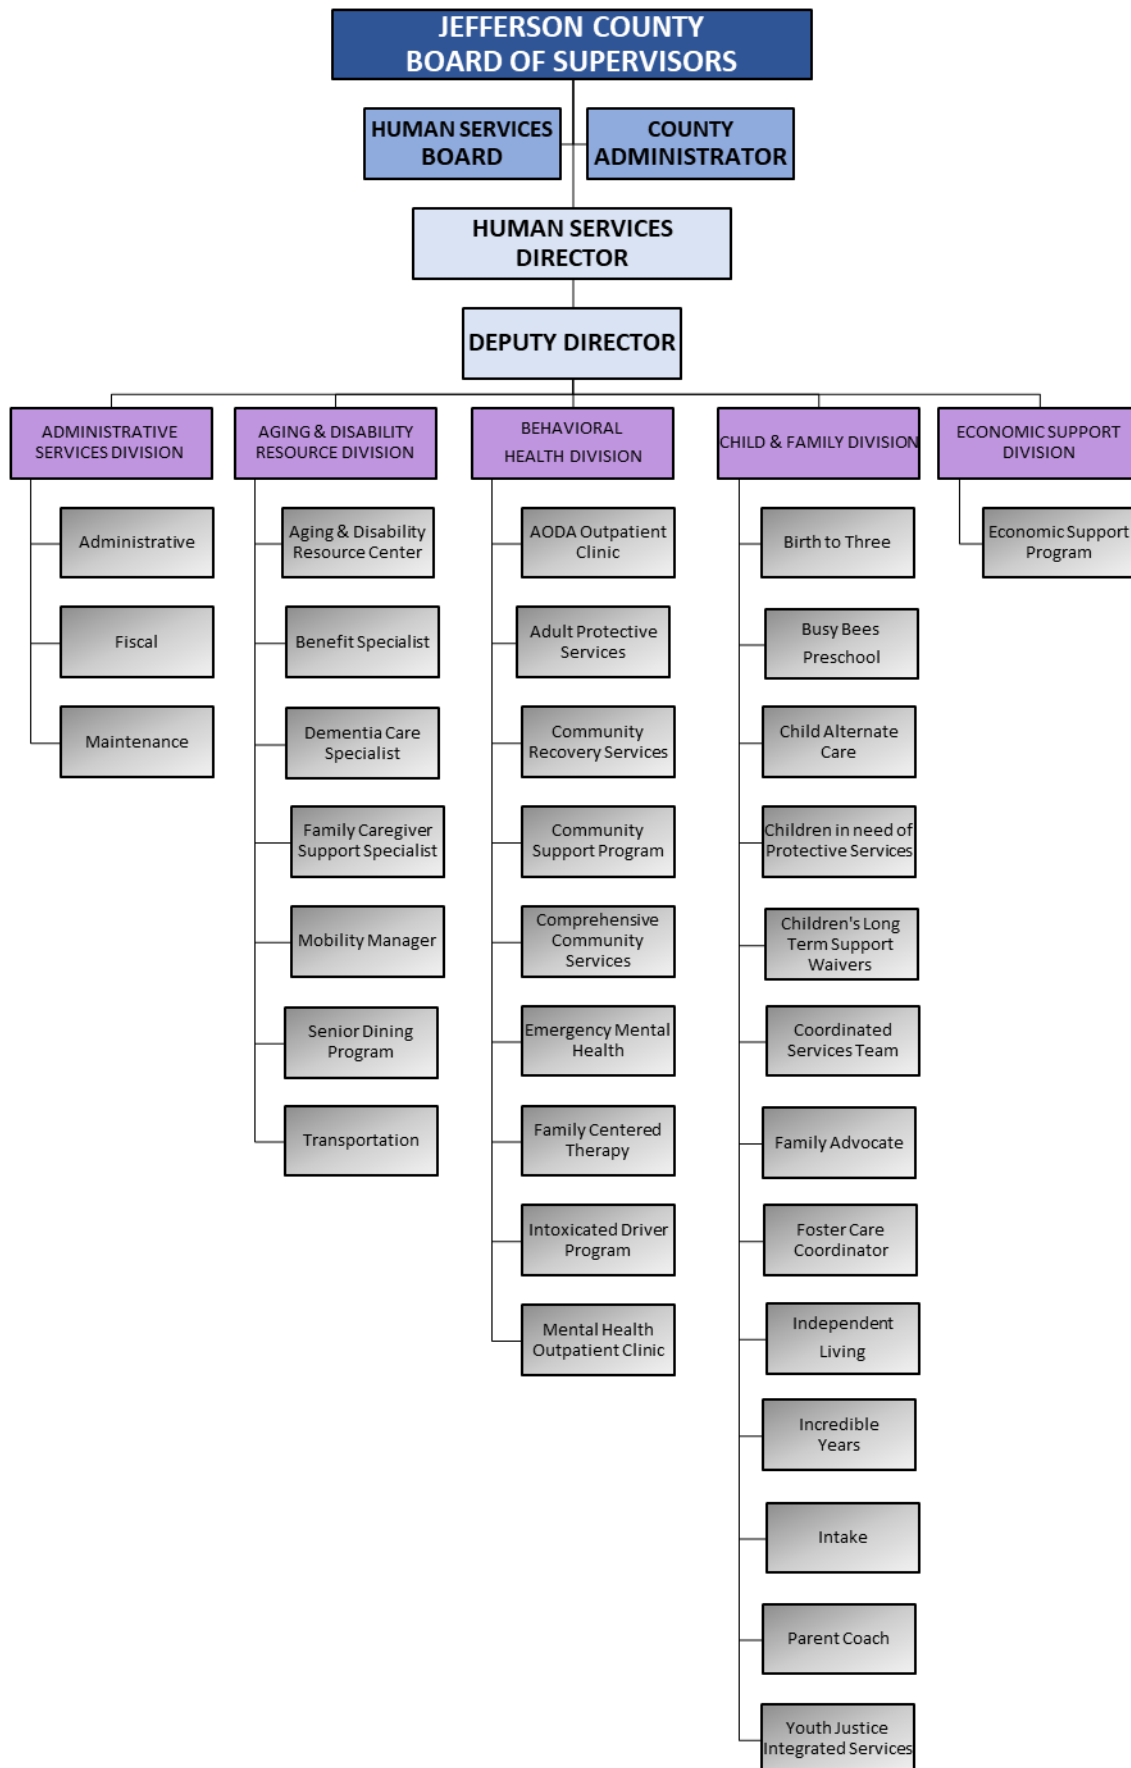 JEFFERSON COUNTY
BOARD OF SUPERVISORS
HUMAN SERVICES
BOARD
COUNTY
ADMINISTRATOR
HUMAN SERVICES
DIRECTOR
DEPUTY DIRECTOR
ADMINISTRATIVE
SERVICES DIVISION
Administrative
Fiscal
Maintenance
AGING & DISABILITY
RESOURCE DIVISION
Aging & Disability
Resource Center
Benefit Specialist
Dementia Care
Specialist
Family Caregiver
Support Specialist
Mobility Manager
Senior Dining
Program
Transportation
BEHAVIORAL
HEALTH DIVISION
AODA Outpatient
Clinic
Adult Protective
Services
Community
Recovery Services
Community
Support Program
Comprehensive
Community
Services
Emergency Mental
Health
Family Centered
Therapy
Intoxicated Driver
Program
Mental Health
Outpatient Clinic
CHILD & FAMILY DIVISION
Birth to Three
Busy Bees
Preschool
Child Alternate
Care
Children in need of
Protective Services
Children's Long
Term Support
Waivers
Coordinated
Services Team
Family Advocate
Foster Care
Coordinator
Independent
Living
Incredible
Years
Intake
Parent Coach
Youth Justice
Integrated Services
ECONOMIC SUPPORT
DIVISION
Economic Support
Program